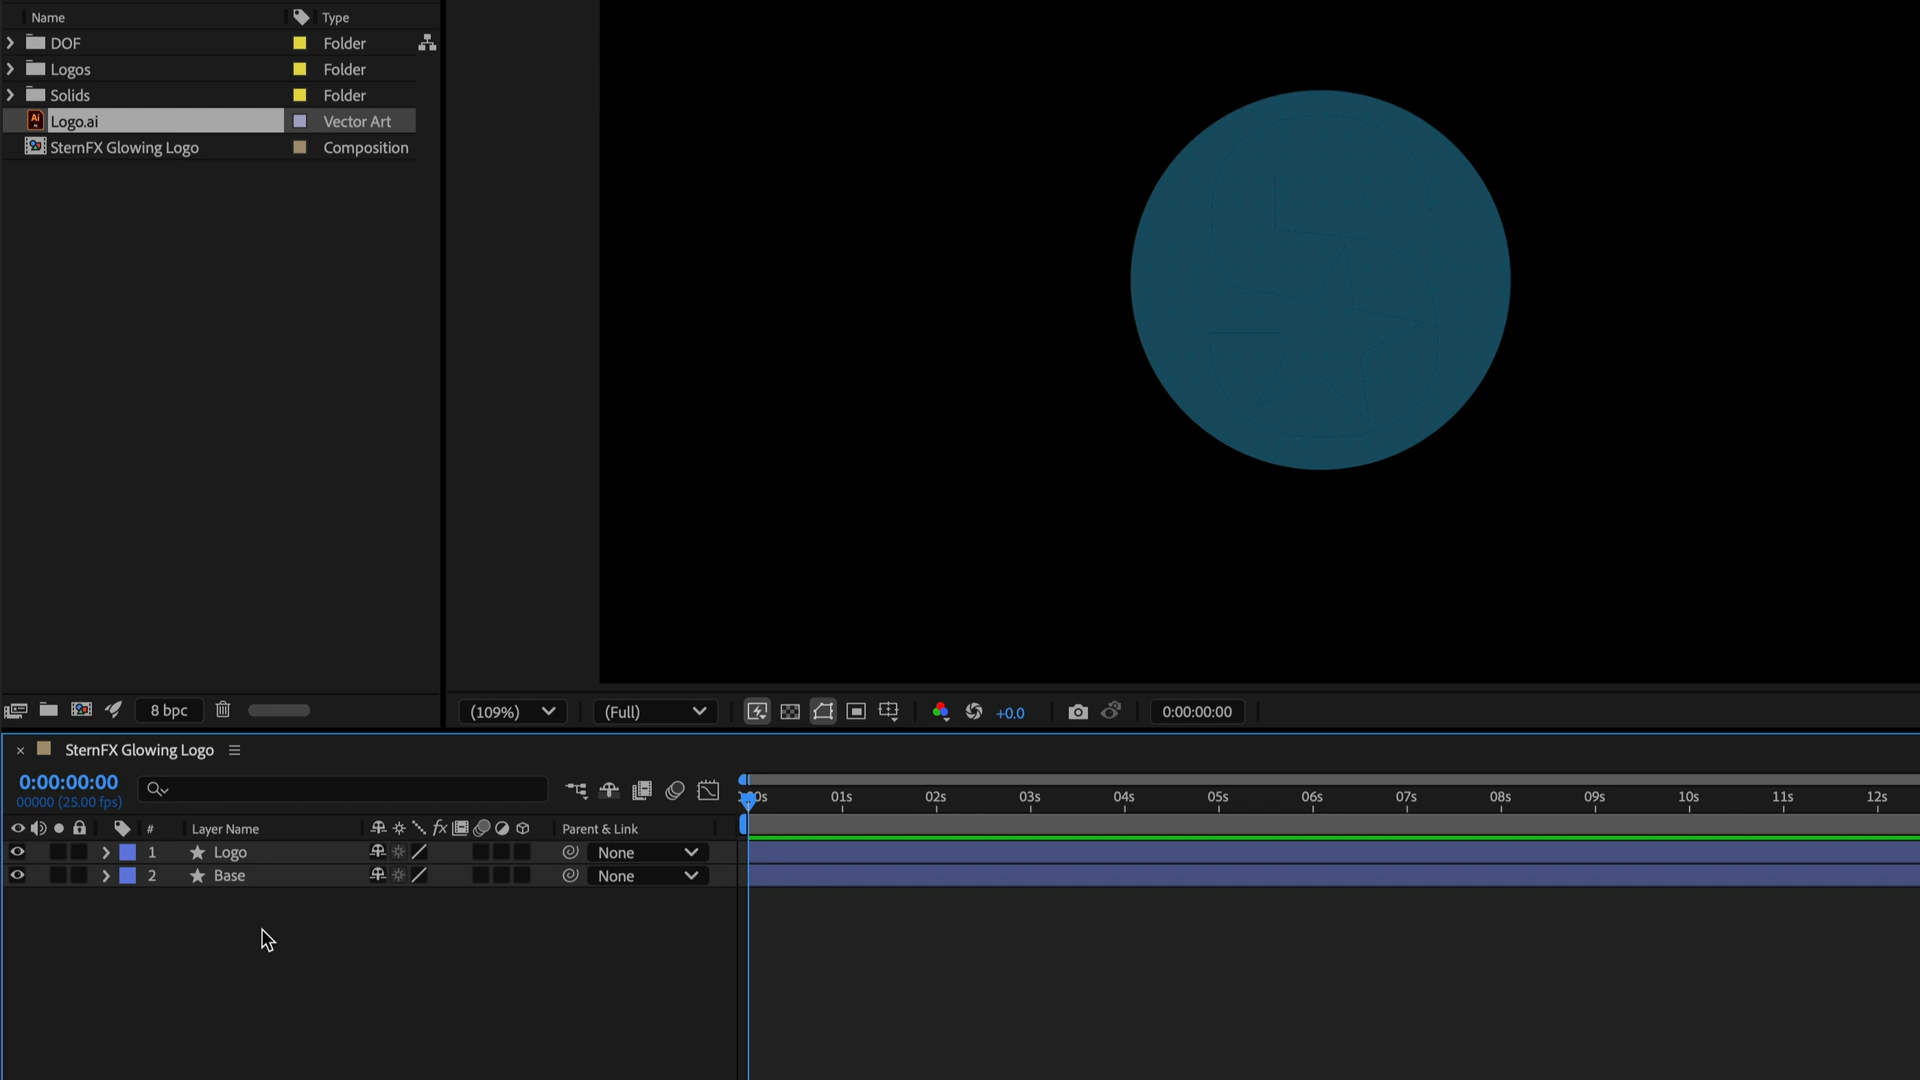 Name Type
DOF Folder
Logos Folder
Solids Folder
Ai Logo.ai Vector Art
SternFX Glowing Logo Composition
8 bpc (109%) (Full) +0.0 0:00:00:00
× SternFX Glowing Logo
0:00:00:00
00000 (25.00 fps)
0s 01s 02s 03s 04s 05s 06s 07s 08s 09s 10s 11s 12s
# Layer Name fx Parent & Link
1 Logo None
2 Base None